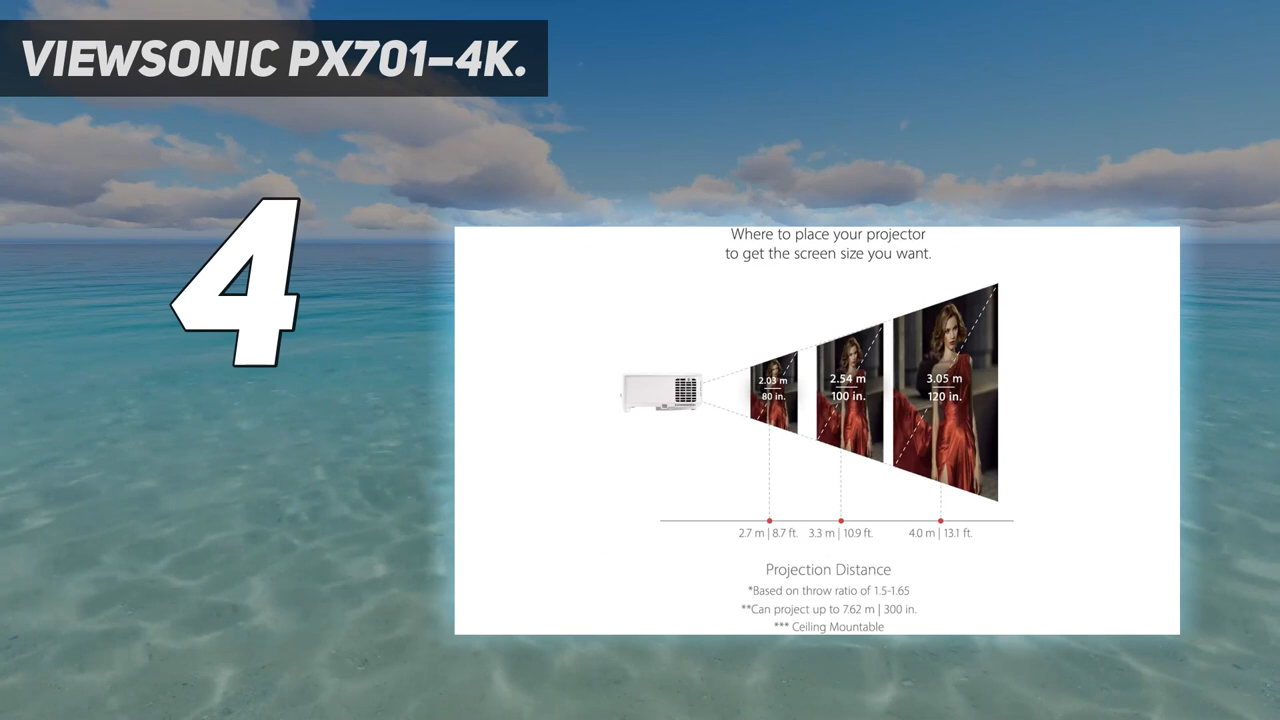 VIEWSONIC PX701-4K.
4
Where to place your projector
to get the screen size you want.
2.03 m
80 in.
2.54 m
100 in.
3.05 m
120 in.
2.7 m | 8.7 ft.
3.3 m | 10.9 ft.
4.0 m | 13.1 ft.
Projection Distance
*Based on throw ratio of 1.5-1.65
**Can project up to 7.62 m | 300 in.
*** Ceiling Mountable